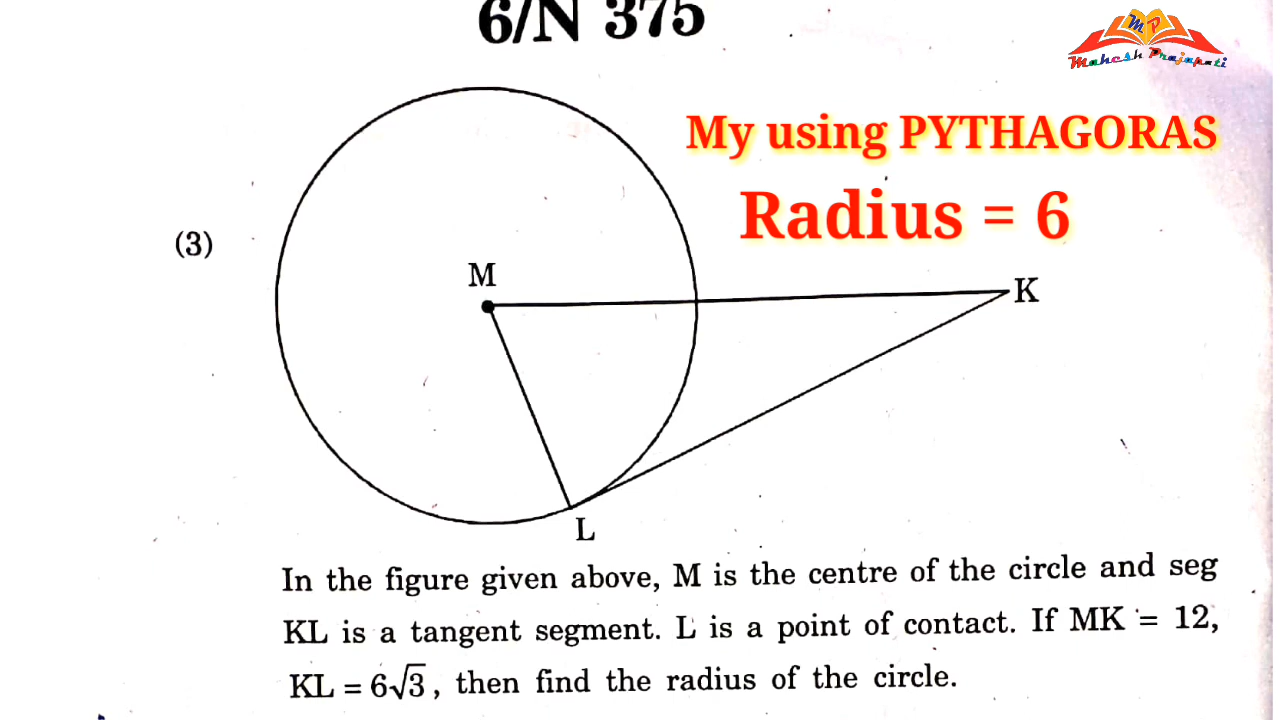 6/N 375
MP
Mahesh Prajapati
My using PYTHAGORAS
Radius = 6
(3)
M
K
L
In the figure given above, M is the centre of the circle and seg
KL is a tangent segment. L is a point of contact. If MK = 12,
KL = 6√3, then find the radius of the circle.